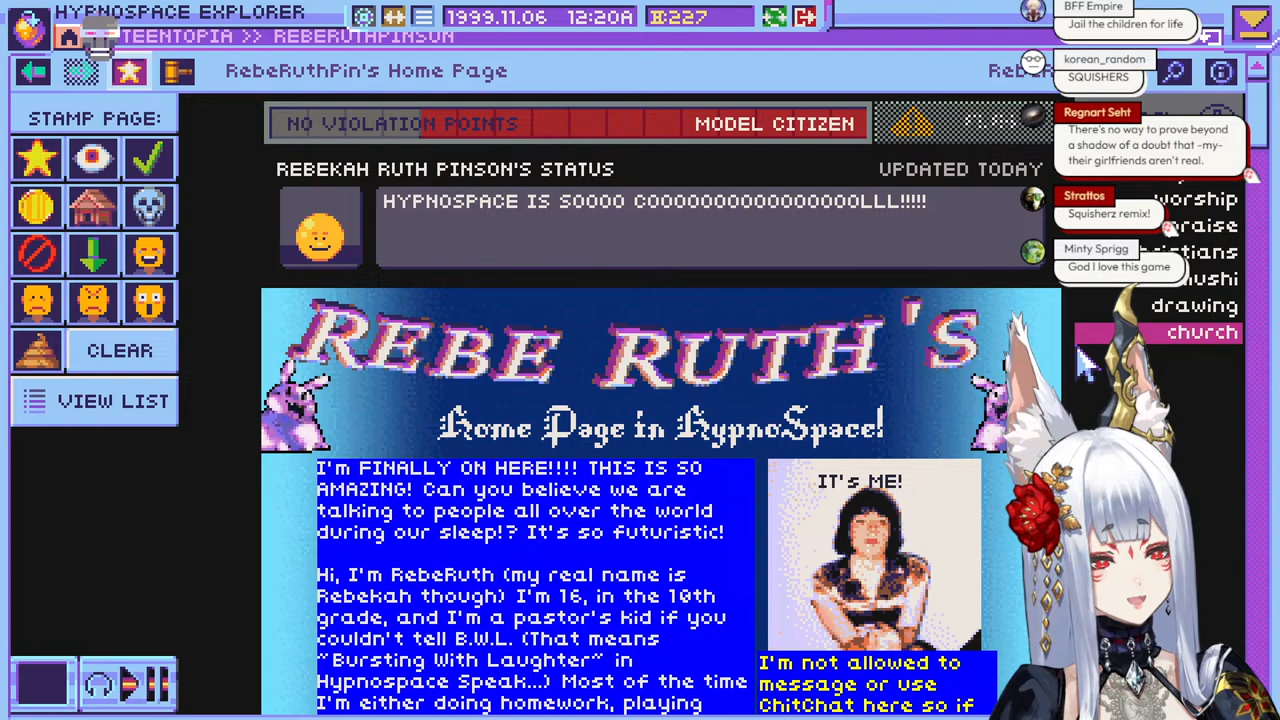 HYPNOSPACE EXPLORER
1999.11.06 12:20A
227
TEENTOPIA >> REBERUTHPINSON
RebeRuthPin's Home Page
STAMP PAGE:
CLEAR
VIEW LIST
NO VIOLATION POINTS
MODEL CITIZEN
REBEKAH RUTH PINSON'S STATUS
UPDATED TODAY
HYPNOSPACE IS SOOOO COOOOOOOOOOOOOOOOOLLL!!!!!
REBE RUTH'S
Home Page in HypnoSpace!
I'm FINALLY ON HERE!!!! THIS IS SO
AMAZING! Can you believe we are
talking to people all over the world
during our sleep!? It's so futuristic!
Hi, I'm RebeRuth (my real name is
Rebekah though) I'm 16, in the 10th
grade, and I'm a pastor's kid if you
couldn't tell B.W.L. (That means
"Bursting With Laughter" in
Hypnospace Speak...) Most of the time
I'm either doing homework, playing
IT's ME!
I'm not allowed to
message or use
ChitChat here so if
BFF Empire
Jail the children for life
korean_random
SQUISHERS
Regnart Seht
There's no way to prove beyond
a shadow of a doubt that -my-
their girlfriends aren't real.
Strattos
Squisherz remix!
Minty Sprigg
God I love this game
worship
praise
drawing
church